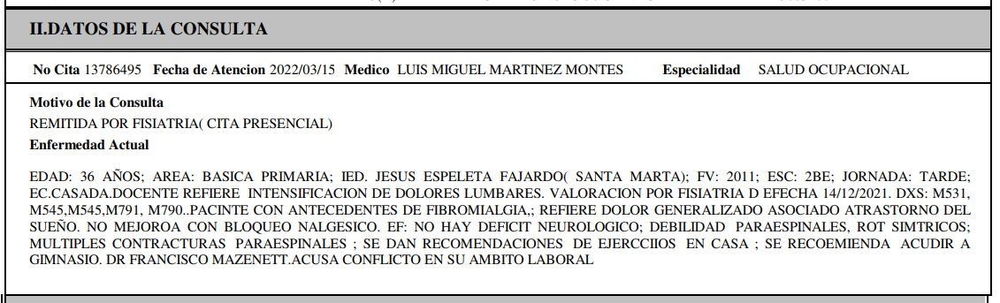 II.DATOS DE LA CONSULTA
No Cita 13786495 Fecha de Atencion 2022/03/15 Medico LUIS MIGUEL MARTINEZ MONTES Especialidad SALUD OCUPACIONAL
Motivo de la Consulta
REMITIDA POR FISIATRIA( CITA PRESENCIAL)
Enfermedad Actual
EDAD: 36 AÑOS; AREA: BASICA PRIMARIA; IED. JESUS ESPELETA FAJARDO( SANTA MARTA); FV: 2011; ESC: 2BE; JORNADA: TARDE;
EC.CASADA.DOCENTE REFIERE INTENSIFICACION DE DOLORES LUMBARES. VALORACION POR FISIATRIA D EFECHA 14/12/2021. DXS: M531,
M545,M545,M791, M790..PACINTE CON ANTECEDENTES DE FIBROMIALGIA,; REFIERE DOLOR GENERALIZADO ASOCIADO ATRASTORNO DEL
SUEÑO. NO MEJOROA CON BLOQUEO NALGESICO. EF: NO HAY DEFICIT NEUROLOGICO; DEBILIDAD PARAESPINALES, ROT SIMTRICOS;
MULTIPLES CONTRACTURAS PARAESPINALES ; SE DAN RECOMENDACIONES DE EJERCCIIOS EN CASA ; SE RECOEMIENDA ACUDIR A
GIMNASIO. DR FRANCISCO MAZENETT.ACUSA CONFLICTO EN SU AMBITO LABORAL